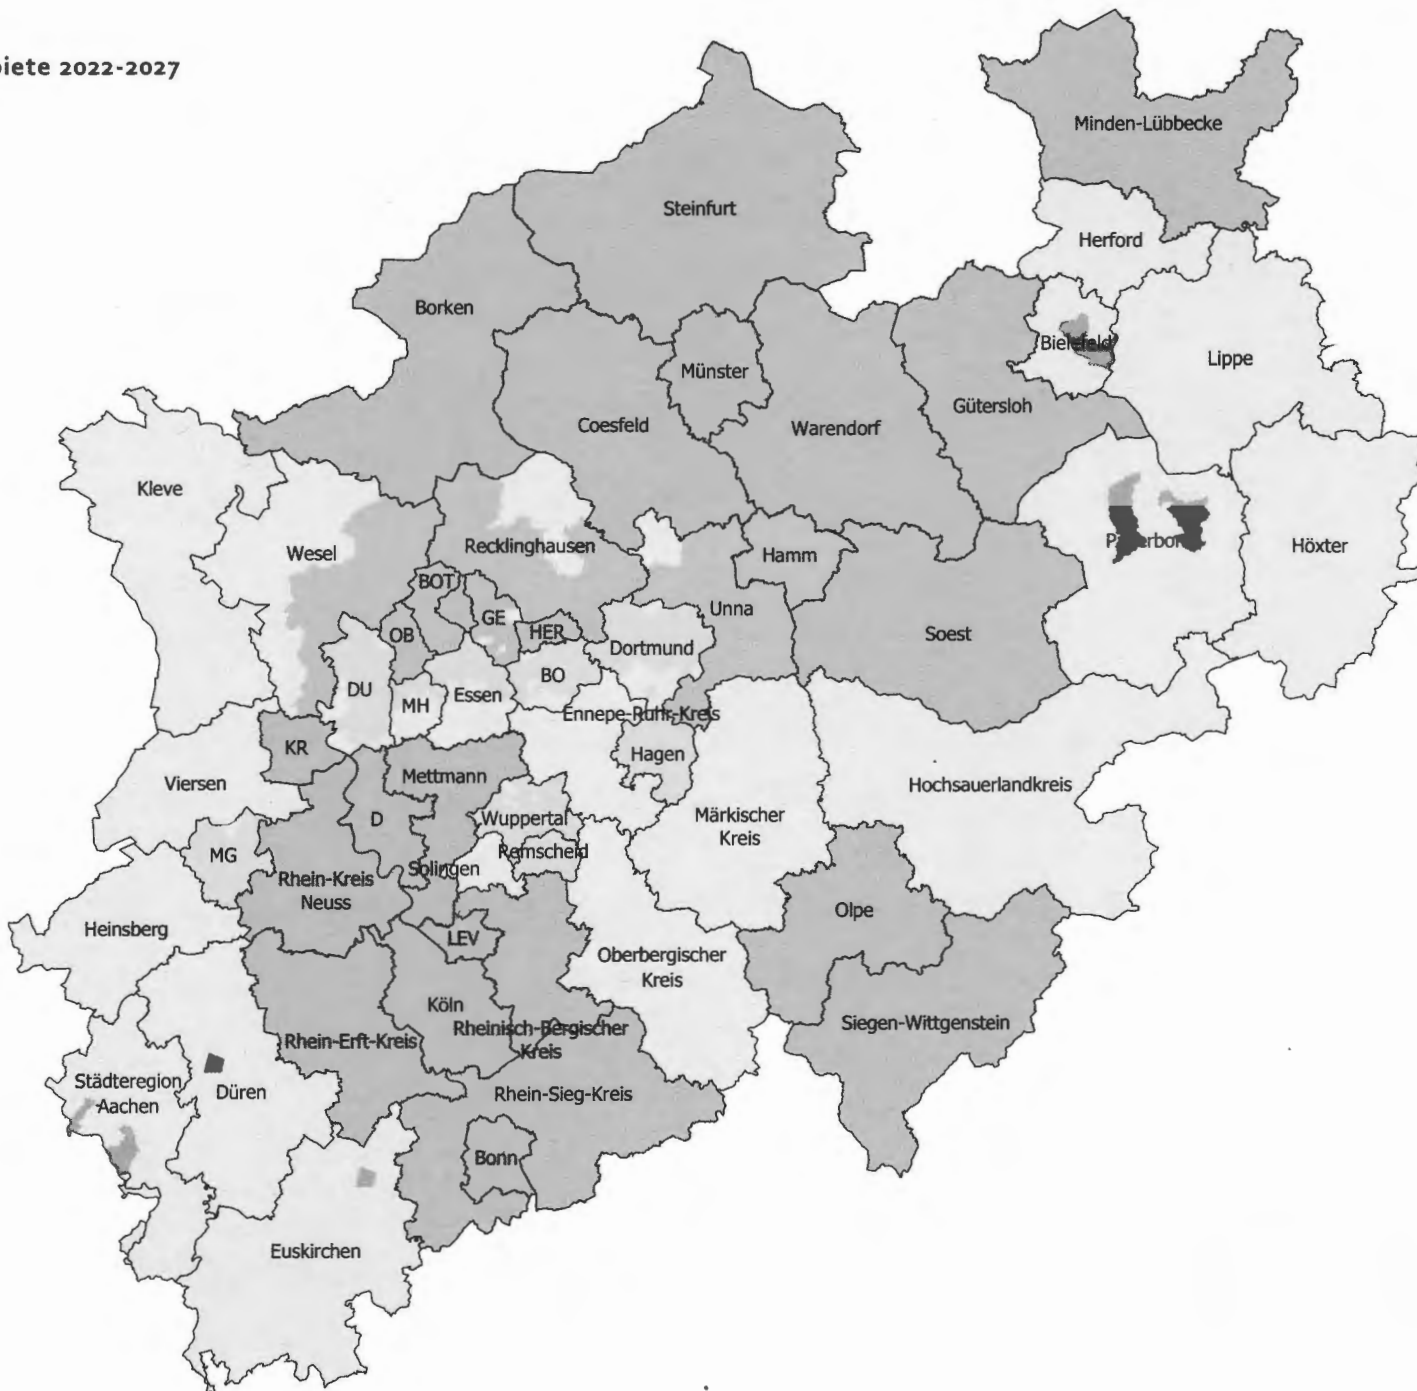 iete 2022-2027
Minden-Lübbecke
Steinfurt
Herford
Borken
Bielefeld
Lippe
Münster
Gütersloh
Coesfeld
Warendorf
Kleve
Wesel
Recklinghausen
Hamm
Höxter
BOT
Unna
GE
HER
OB
Dortmund
Soest
BO
DU
Essen
MH
Ennepe-Ruhr-Kreis
KR
Hagen
Mettmann
Viersen
Hochsauerlandkreis
D
Wuppertal
Märkischer
Kreis
MG
Remscheid
Solingen
Rhein-Kreis
Neuss
Olpe
Heinsberg
LEV
Oberbergischer
Kreis
Köln
Siegen-Wittgenstein
Rheinisch-Bergischer
Kreis
Rhein-Erft-Kreis
Städteregion
Aachen
Düren
Rhein-Sieg-Kreis
Bonn
Euskirchen